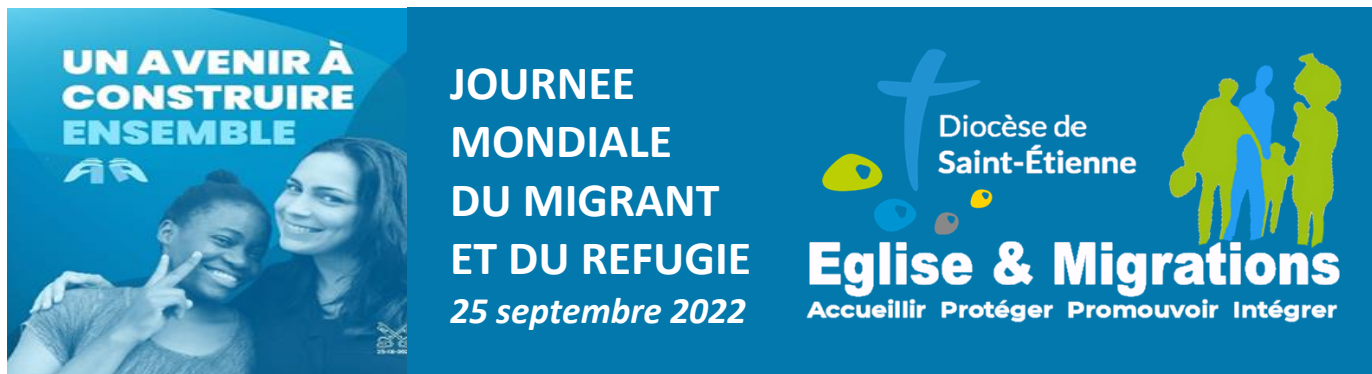 UN AVENIR À
CONSTRUIRE
ENSEMBLE
JOURNEE
MONDIALE
DU MIGRANT
ET DU REFUGIE
25 septembre 2022
Diocèse de
Saint-Étienne
Eglise & Migrations
Accueillir Protéger Promouvoir Intégrer